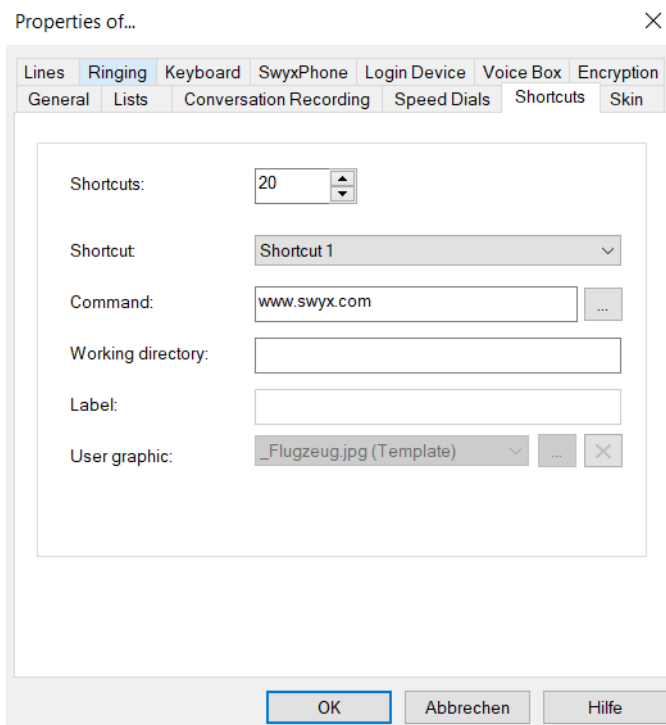 Properties of...
Lines Ringing Keyboard SwyxPhone Login Device Voice Box Encryption
General Lists Conversation Recording Speed Dials Shortcuts Skin
Shortcuts: 20
Shortcut: Shortcut 1
Command: www.swyx.com ...
Working directory:
Label:
User graphic: _Flugzeug.jpg (Template) ...
OK Abbrechen Hilfe